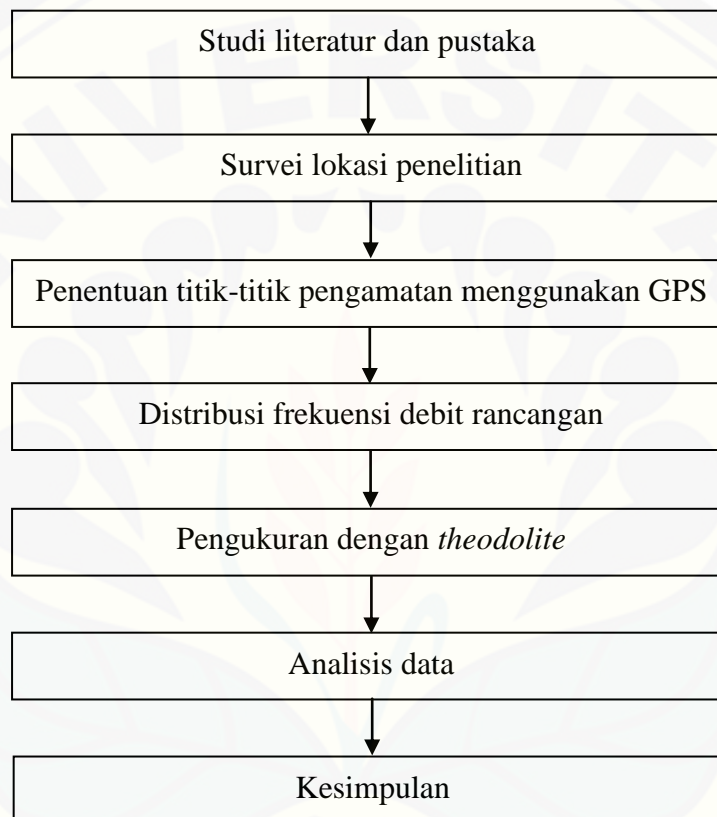 Studi literatur dan pustaka
Survei lokasi penelitian
Penentuan titik-titik pengamatan menggunakan GPS
Distribusi frekuensi debit rancangan
Pengukuran dengan theodolite
Analisis data
Kesimpulan